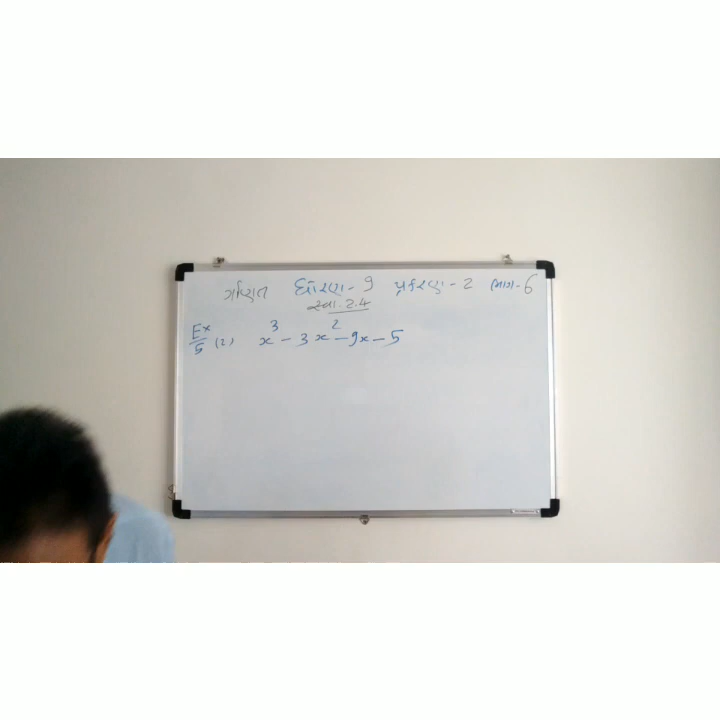 ગણિત ધોરણ - 9 પ્રકરણ - 2 ભાગ - 6
સ્વા. 2.4
Ex/5 (2) x³ - 3x² - 9x - 5